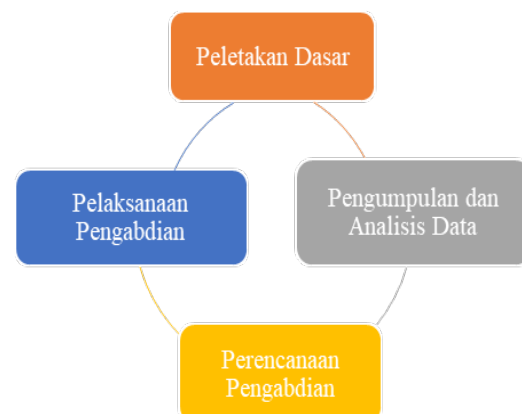 Peletakan Dasar
Pengumpulan dan
Analisis Data
Perencanaan
Pengabdian
Pelaksanaan
Pengabdian